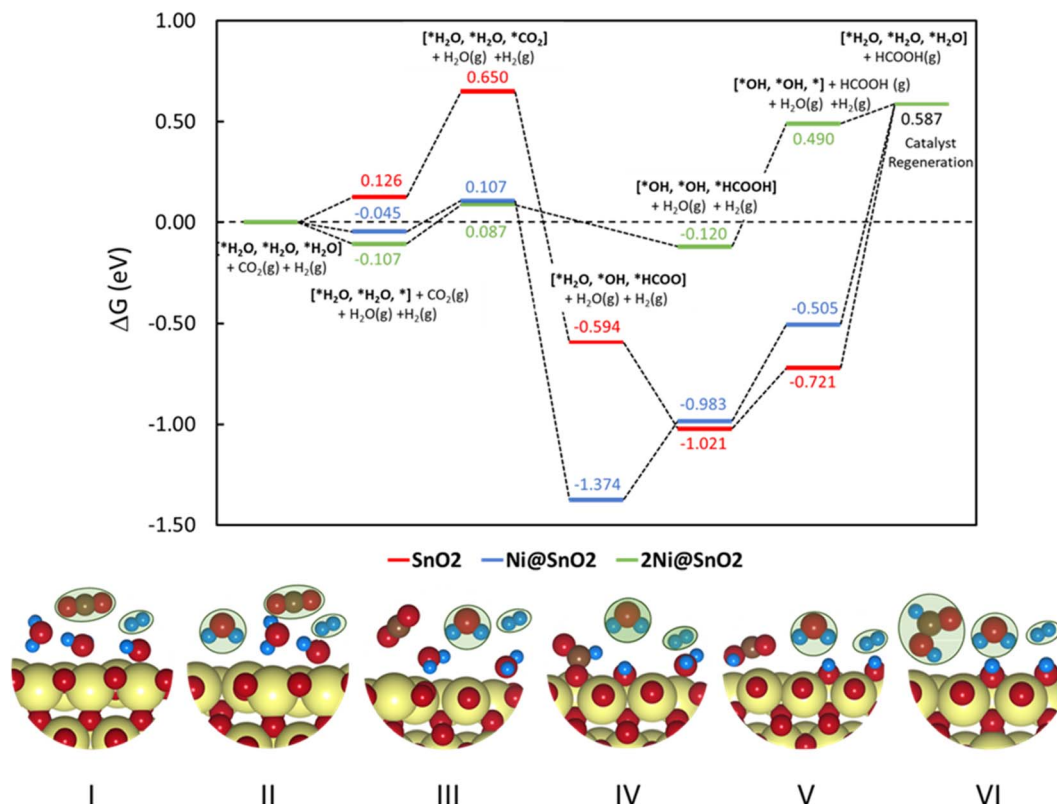 1.00
0.50
0.00
-0.50
-1.00
-1.50
ΔG (eV)
[*H₂O, *H₂O, *H₂O]
+ CO₂(g) + H₂(g)
0.126
-0.045
-0.107
[*H₂O, *H₂O, *] + CO₂(g)
+ H₂O(g) +H₂(g)
[*H₂O, *H₂O, *CO₂]
+ H₂O(g) +H₂(g)
0.650
0.107
0.087
[*H₂O, *OH, *HCOO]
+ H₂O(g) + H₂(g)
-0.594
-1.374
[*OH, *OH, *HCOOH]
+ H₂O(g) + H₂(g)
-0.120
-0.983
-1.021
[*OH, *OH, *] + HCOOH (g)
+ H₂O(g) +H₂(g)
0.490
-0.505
-0.721
[*H₂O, *H₂O, *H₂O]
+ HCOOH(g)
0.587
Catalyst
Regeneration
SnO2 Ni@SnO2 2Ni@SnO2
I II III IV V VI